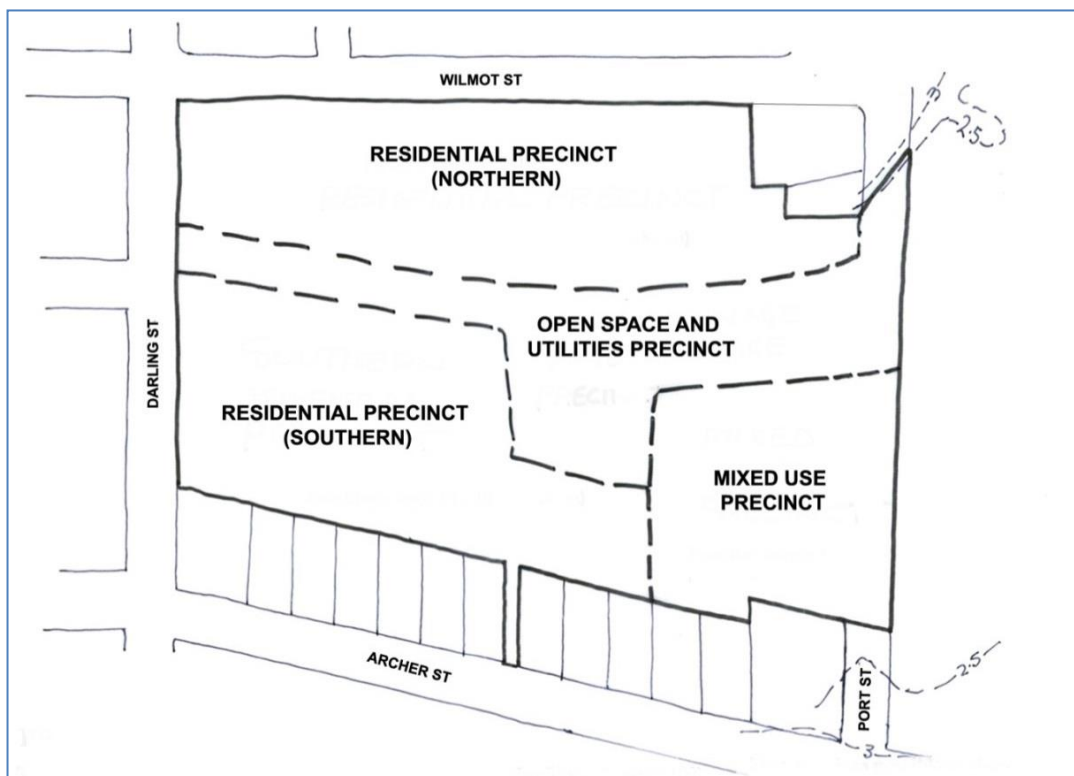 WILMOT ST
3
2.5
RESIDENTIAL PRECINCT
(NORTHERN)
OPEN SPACE AND
UTILITIES PRECINCT
DARLING ST
RESIDENTIAL PRECINCT
(SOUTHERN)
MIXED USE
PRECINCT
ARCHER ST
PORT ST
2.5
3